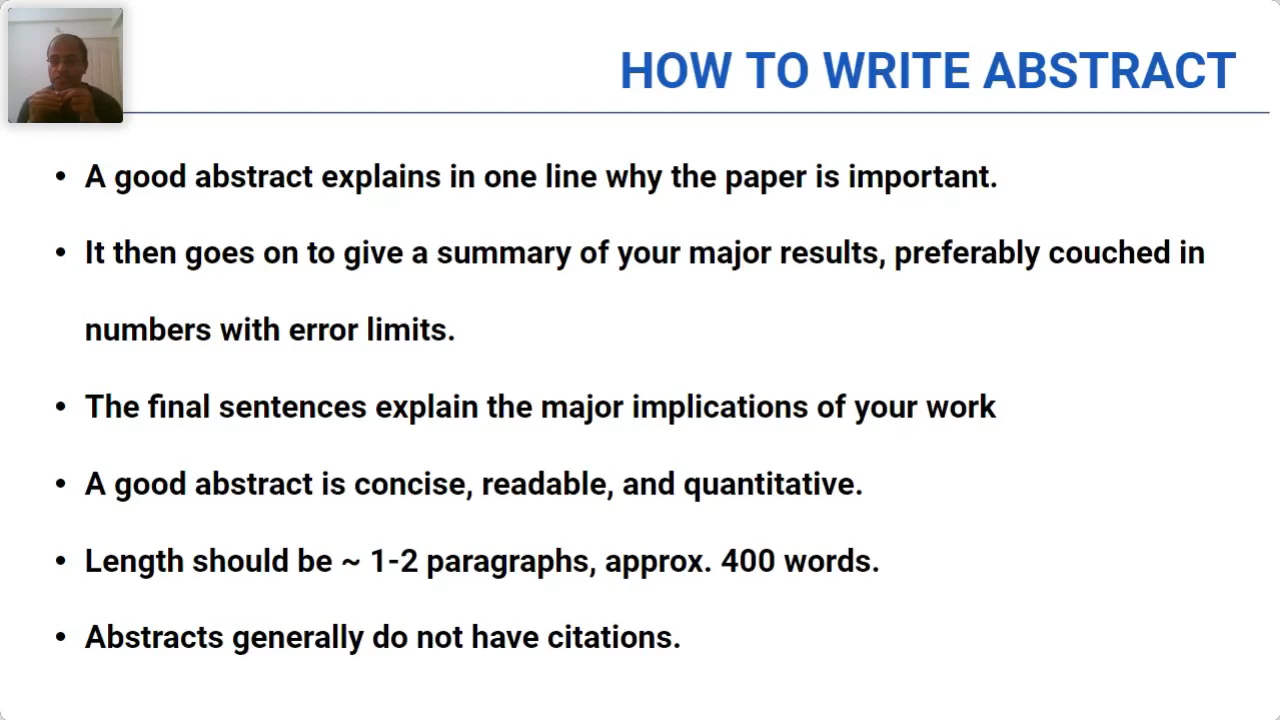 HOW TO WRITE ABSTRACT
• A good abstract explains in one line why the paper is important.
• It then goes on to give a summary of your major results, preferably couched in
numbers with error limits.
• The final sentences explain the major implications of your work
• A good abstract is concise, readable, and quantitative.
• Length should be ~ 1-2 paragraphs, approx. 400 words.
• Abstracts generally do not have citations.